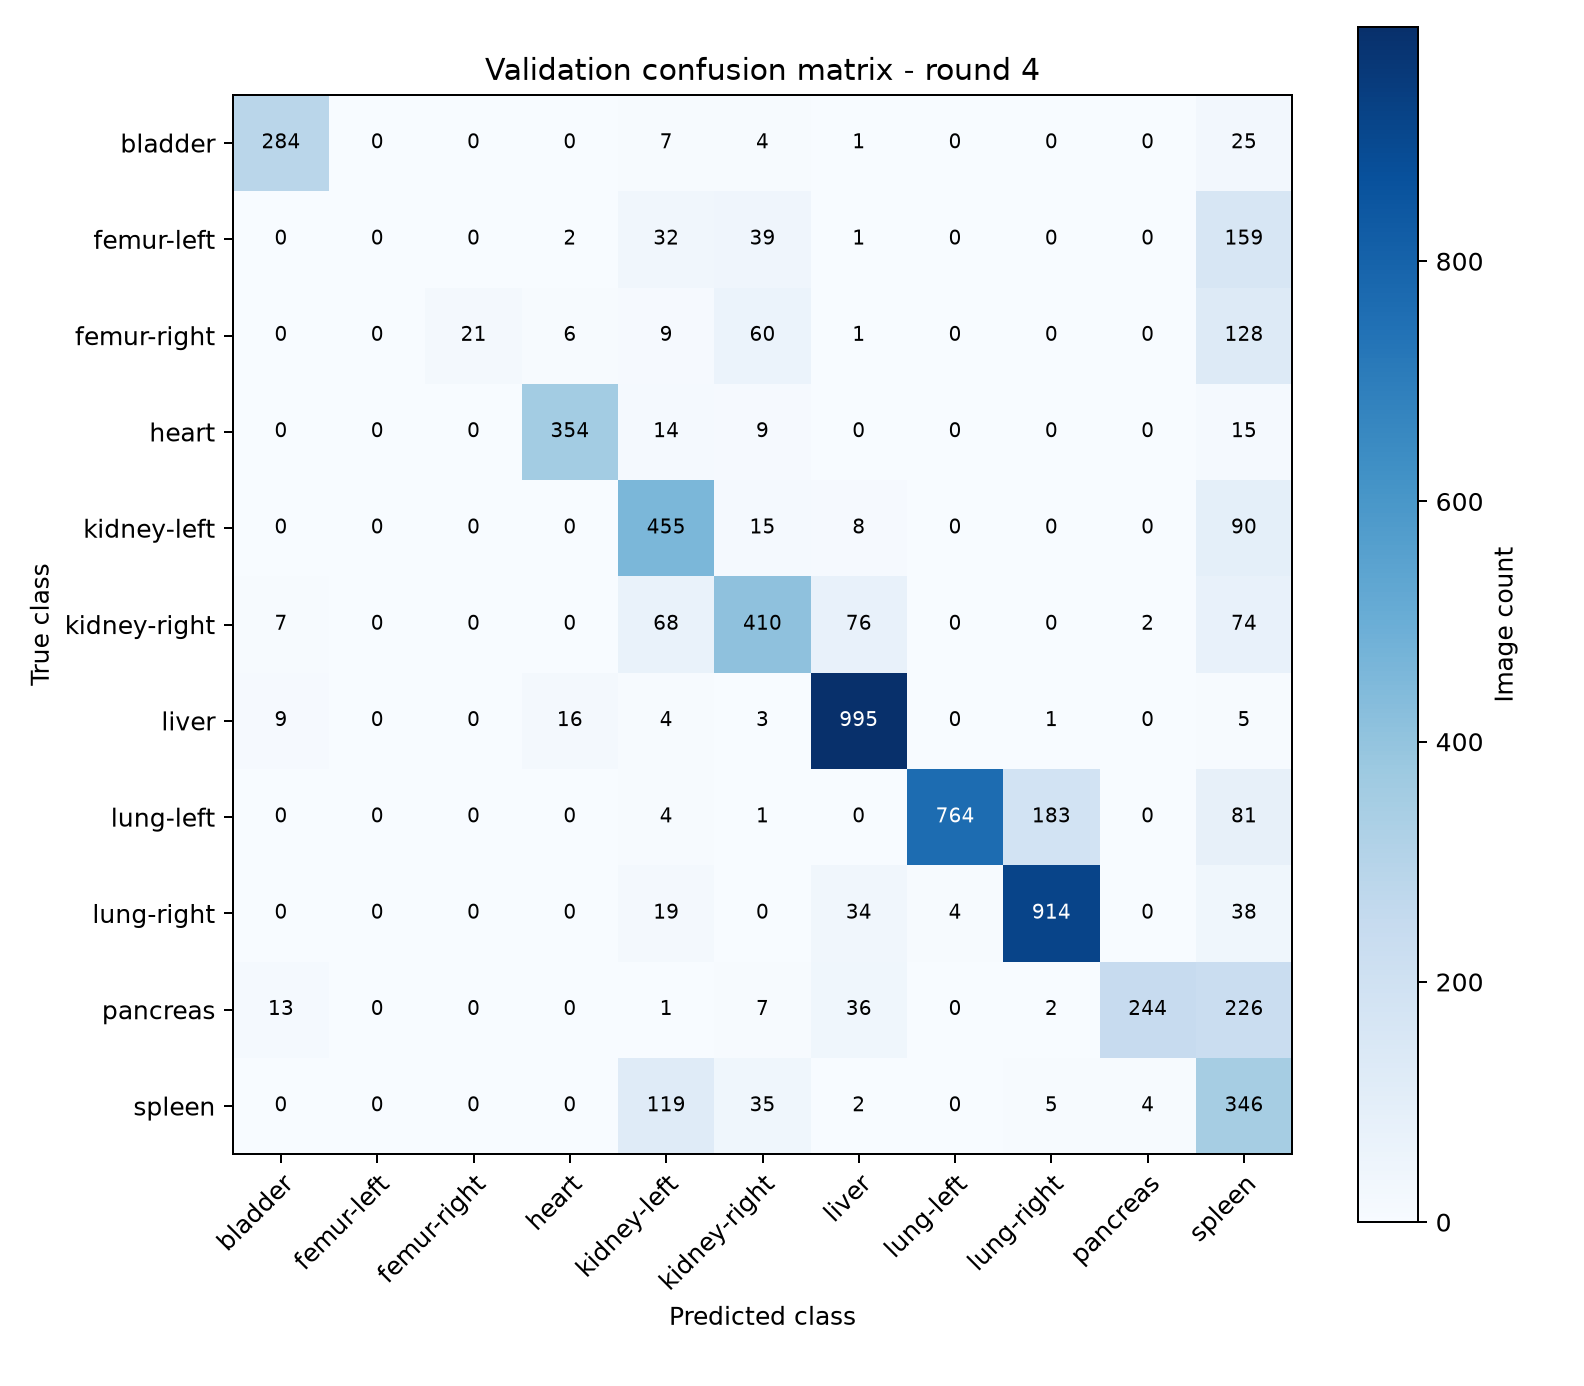 Validation confusion matrix - round 4
bladder 284 0 0 0 7 4 1 0 0 0 25
femur-left 0 0 0 2 32 39 1 0 0 0 159
femur-right 0 0 21 6 9 60 1 0 0 0 128
heart 0 0 0 354 14 9 0 0 0 0 15
kidney-left 0 0 0 0 455 15 8 0 0 0 90
kidney-right 7 0 0 0 68 410 76 0 0 2 74
liver 9 0 0 16 4 3 995 0 1 0 5
lung-left 0 0 0 0 4 1 0 764 183 0 81
lung-right 0 0 0 0 19 0 34 4 914 0 38
pancreas 13 0 0 0 1 7 36 0 2 244 226
spleen 0 0 0 0 119 35 2 0 5 4 346
bladder femur-left femur-right heart kidney-left kidney-right liver lung-left lung-right pancreas spleen
Predicted class
True class
800
600
400
200
0
Image count